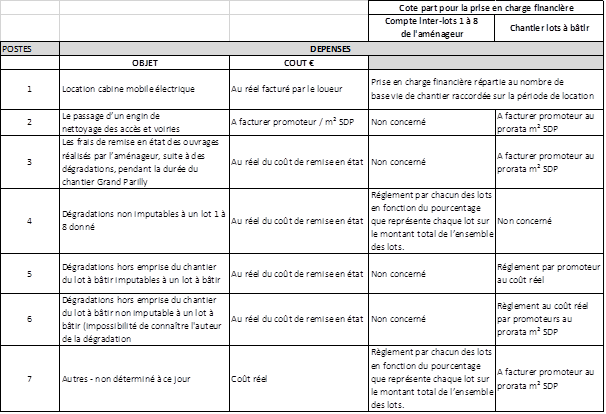 Cote part pour la prise en charge financière
Compte Inter-lots 1 à 8
de l'aménageur
Chantier lots à bâtir
POSTES
DEPENSES
OBJET
COUT €
1
Location cabine mobile électrique
Au réel facturé par le loueur
Prise en charge financière répartie au nombre de
base vie de chantier raccordée sur la période de location
2
Le passage d'un engin de
nettoyage des accès et voiries
A facturer promoteur / m² SDP
Non concerné
A facturer promoteur au
prorata m² SDP
3
Les frais de remise en état des ouvrages
réalisés par l'aménageur, suite à des
dégradations, pendant la durée du
chantier Grand Parilly
Au réel du coût de remise en état
Non concerné
A facturer promoteur au
prorata m² SDP
4
Dégradations non imputables à un lot 1 à
8 donné
Au réel du coût de remise en état
Réglement par chacun des lots
en fonction du pourcentage
que représente chaque lot sur
le montant total de l'ensemble
des lots.
Non concerné
5
Dégradations hors emprise du chantier
du lot à bâtir imputables à un lot à bâtir
Au réel du coût de remise en état
Non concerné
Réglement par promoteur
au coût réel
6
Dégradations hors emprise du chantier
du lot à bâtir non imputable à un lot à
bâtir (impossibilité de connaître l'auteur
de la dégradation
Au réel du coût de remise en état
Non concerné
Règlement au coût réel
par promoteurs au
prorata m² SDP
7
Autres - non déterminé à ce jour
Coût réel
Règlement par chacun des lots
en fonction du pourcentage
que représente chaque lot sur
le montant total de l'ensemble
des lots.
A facturer promoteur au
prorata m² SDP